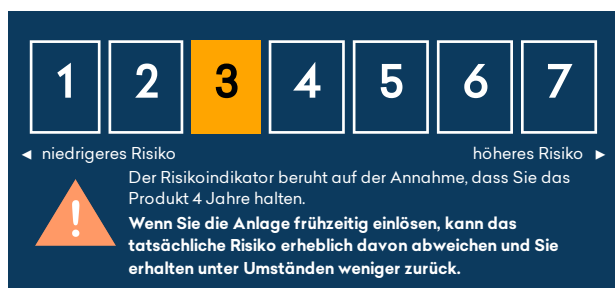 1 2 3 4 5 6 7
◄ niedrigeres Risiko höheres Risiko ►
Der Risikoindikator beruht auf der Annahme, dass Sie das
Produkt 4 Jahre halten.
!
Wenn Sie die Anlage frühzeitig einlösen, kann das
tatsächliche Risiko erheblich davon abweichen und Sie
erhalten unter Umständen weniger zurück.